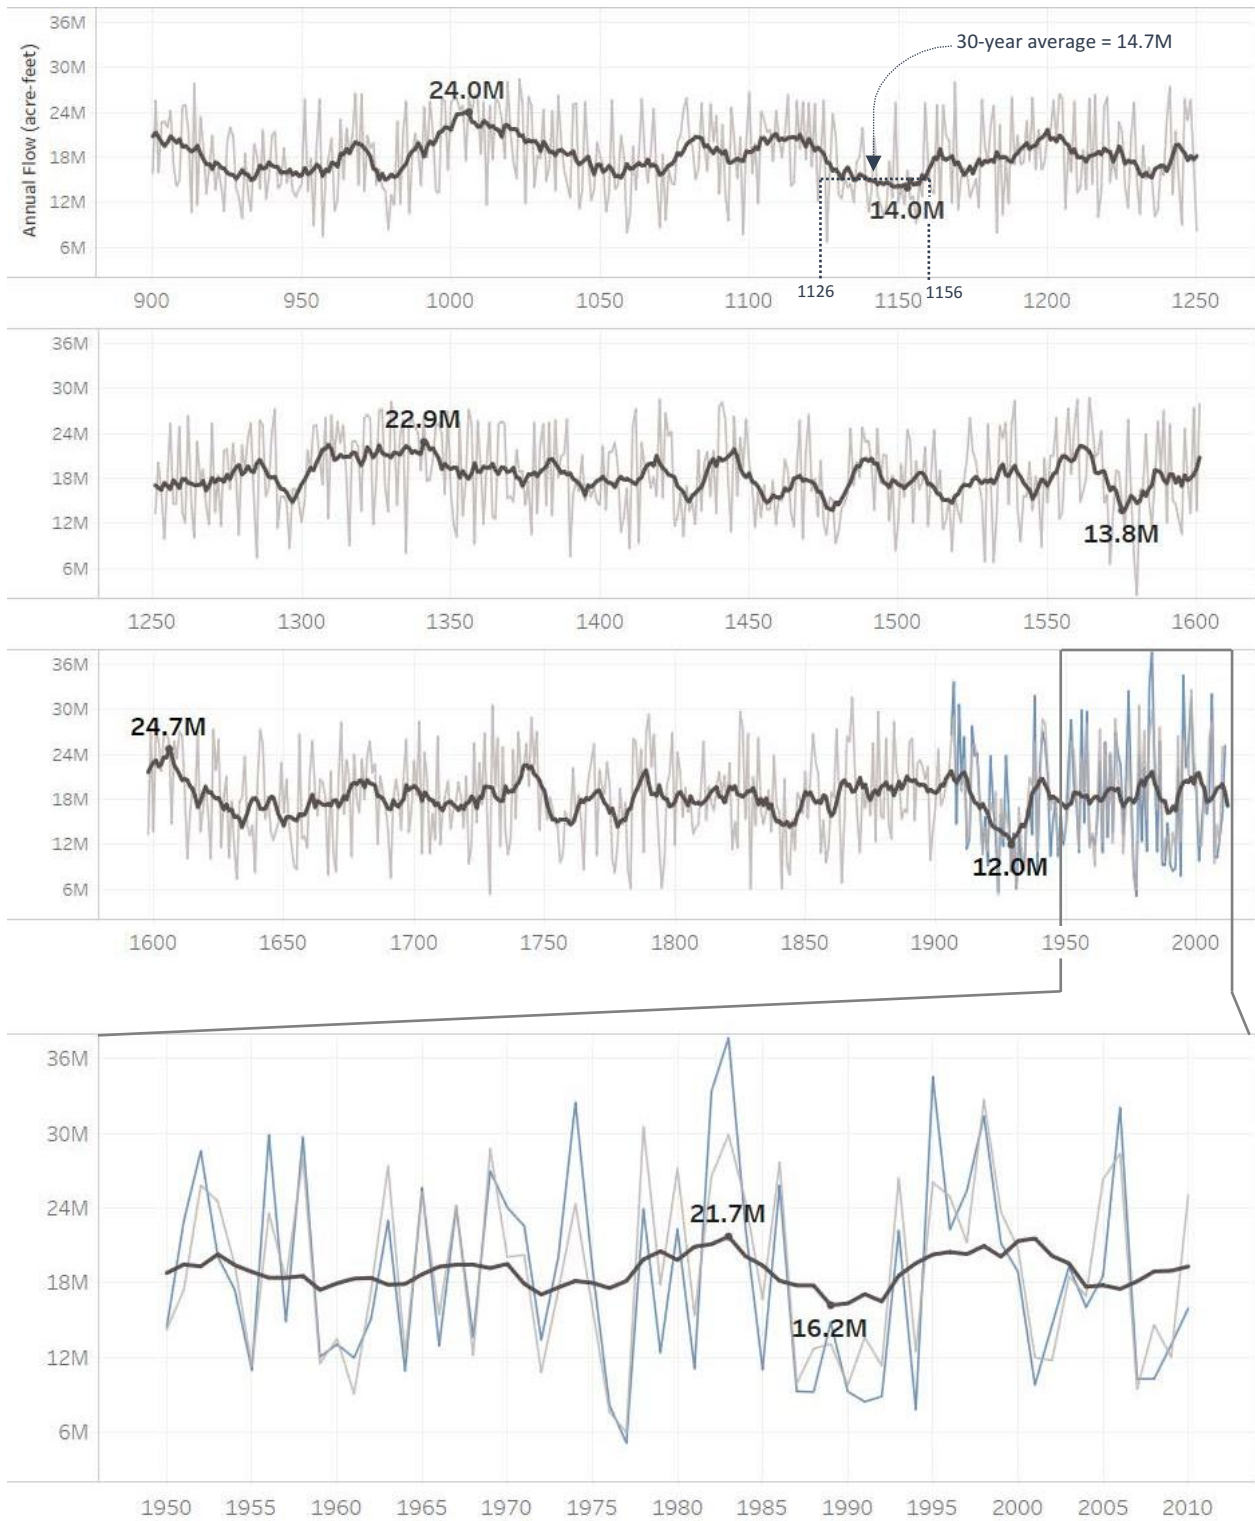 36M
30M
24M
18M
12M
6M
Annual Flow (acre-feet)
30-year average = 14.7M
24.0M
14.0M
1126
1156
900 950 1000 1050 1100 1150 1200 1250
36M
30M
24M
18M
12M
6M
22.9M
13.8M
1250 1300 1350 1400 1450 1500 1550 1600
36M
30M
24M
18M
12M
6M
24.7M
12.0M
1600 1650 1700 1750 1800 1850 1900 1950 2000
36M
30M
24M
18M
12M
6M
21.7M
16.2M
1950 1955 1960 1965 1970 1975 1980 1985 1990 1995 2000 2005 2010